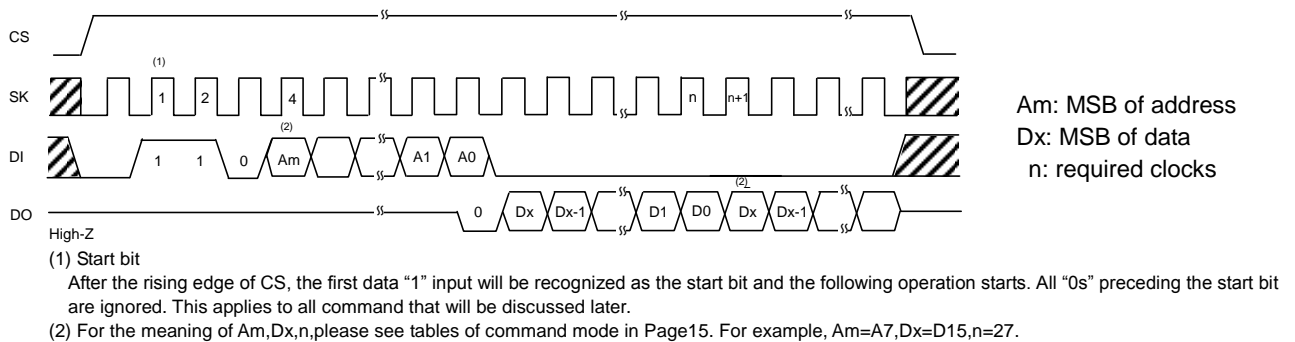 CS
(1)
SK 1 2 4 n n+1
Am: MSB of address
Dx: MSB of data
n: required clocks
(2)
DI 1 1 0 Am A1 A0
(2)
DO 0 Dx Dx-1 D1 D0 Dx Dx-1
High-Z
(1) Start bit
After the rising edge of CS, the first data “1” input will be recognized as the start bit and the following operation starts. All “0s” preceding the start bit
are ignored. This applies to all command that will be discussed later.
(2) For the meaning of Am,Dx,n,please see tables of command mode in Page15. For example, Am=A7,Dx=D15,n=27.